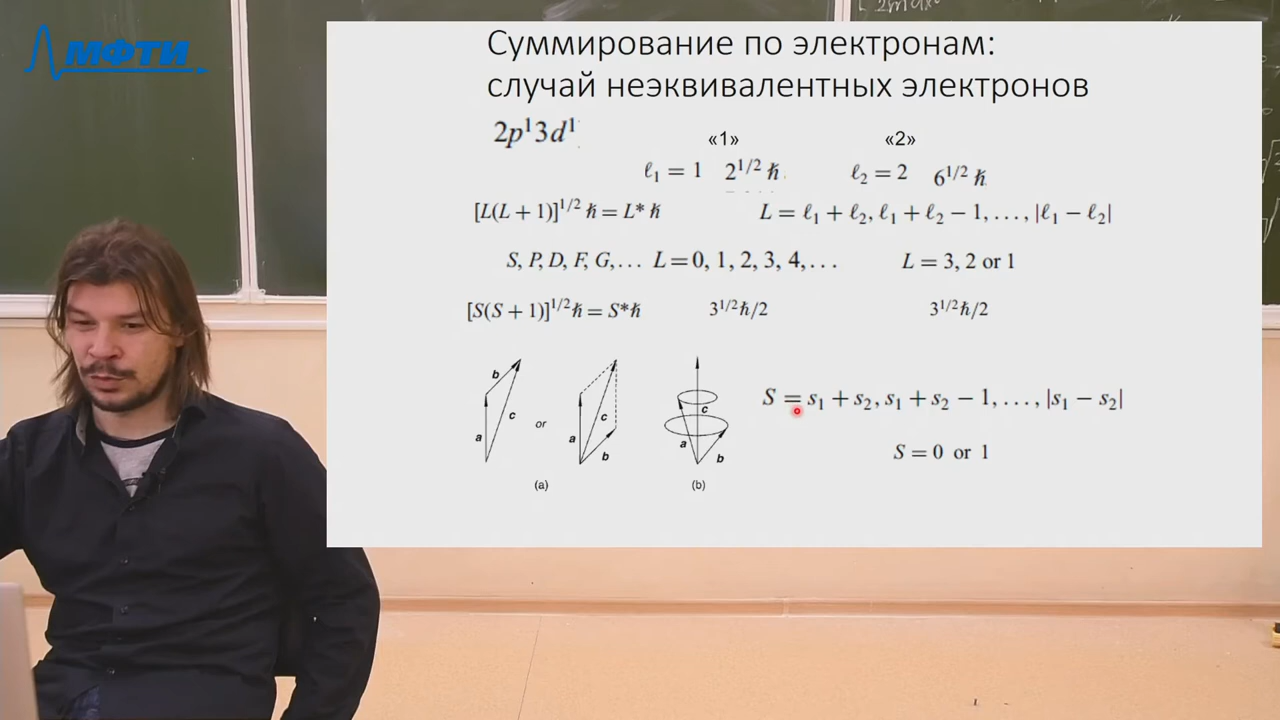 МФТИ
Суммирование по электронам:
случай неэквивалентных электронов
2p¹3d¹
«1» «2»
ℓ₁ = 1 2^{1/2} ℏ ℓ₂ = 2 6^{1/2} ℏ
[L(L + 1)]^{1/2} ℏ = L* ℏ L = ℓ₁ + ℓ₂, ℓ₁ + ℓ₂ − 1, . . . , |ℓ₁ − ℓ₂|
S, P, D, F, G, . . . L = 0, 1, 2, 3, 4, . . . L = 3, 2 or 1
[S(S + 1)]^{1/2}ℏ = S*ℏ 3^{1/2}ℏ/2 3^{1/2}ℏ/2
b c a or c a b c a b
S = s₁ + s₂, s₁ + s₂ − 1, . . . , |s₁ − s₂|
S = 0 or 1
(a) (b)